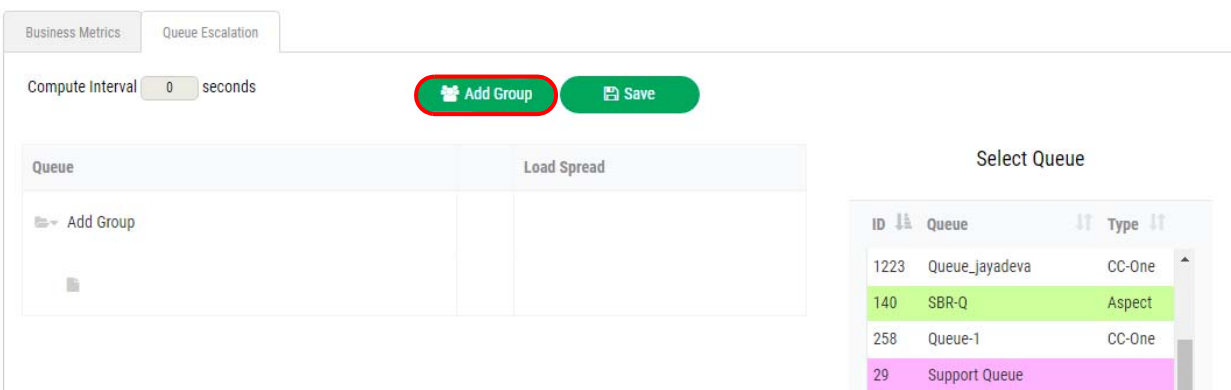 Business Metrics Queue Escalation
Compute Interval 0 seconds Add Group Save
Select Queue
Queue Load Spread
Add Group
ID Queue Type
1223 Queue_jayadeva CC-One
140 SBR-Q Aspect
258 Queue-1 CC-One
29 Support Queue